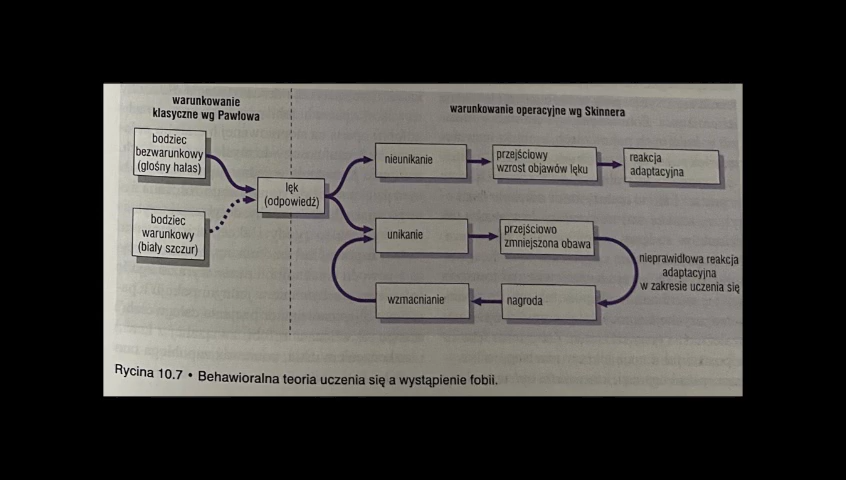 warunkowanie
klasyczne wg Pawłowa
warunkowanie operacyjne wg Skinnera
bodziec
bezwarunkowy
(głośny hałas)
bodziec
warunkowy
(biały szczur)
lęk
(odpowiedź)
nieunikanie
przejściowy
wzrost objawów lęku
reakcja
adaptacyjna
unikanie
przejściowo
zmniejszona obawa
nieprawidłowa reakcja
adaptacyjna
w zakresie uczenia się
wzmacnianie
nagroda
Rycina 10.7 • Behawioralna teoria uczenia się a wystąpienie fobii.